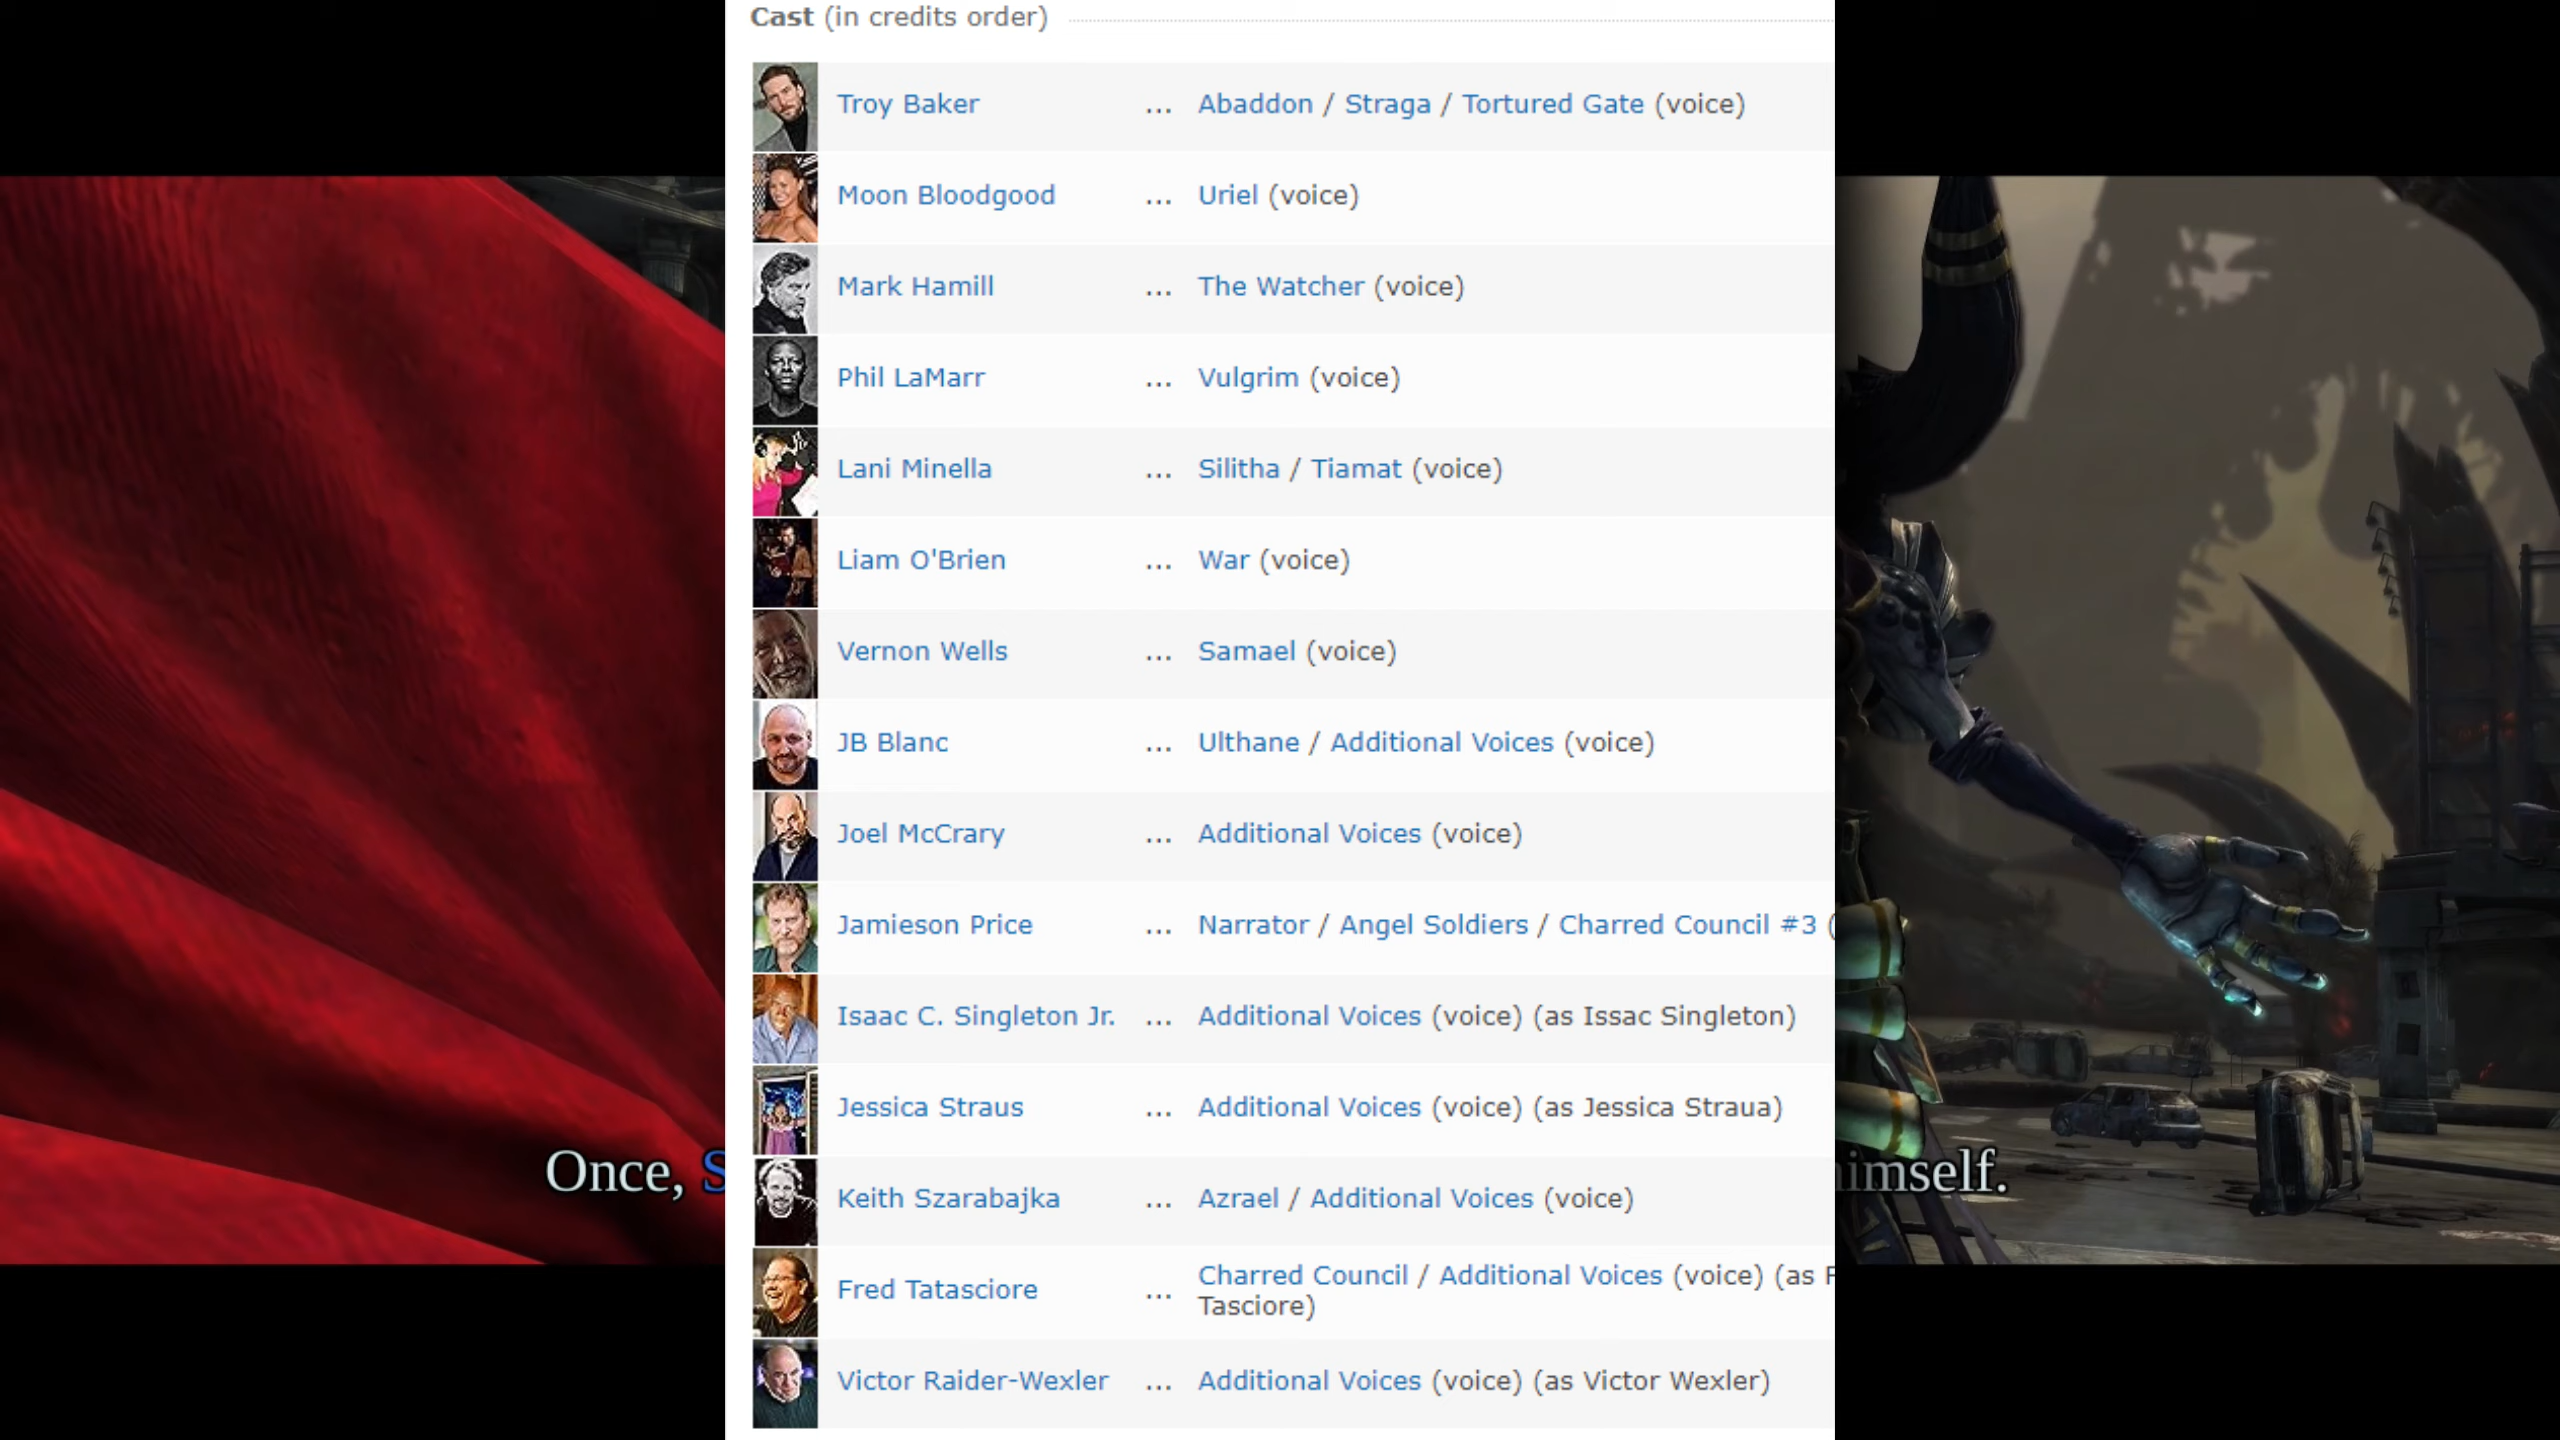 Cast (in credits order)
Troy Baker ... Abaddon / Straga / Tortured Gate (voice)
Moon Bloodgood ... Uriel (voice)
Mark Hamill ... The Watcher (voice)
Phil LaMarr ... Vulgrim (voice)
Lani Minella ... Silitha / Tiamat (voice)
Liam O'Brien ... War (voice)
Vernon Wells ... Samael (voice)
JB Blanc ... Ulthane / Additional Voices (voice)
Joel McCrary ... Additional Voices (voice)
Jamieson Price ... Narrator / Angel Soldiers / Charred Council #3 (
Isaac C. Singleton Jr. ... Additional Voices (voice) (as Issac Singleton)
Jessica Straus ... Additional Voices (voice) (as Jessica Straua)
Once, S
imself.
Keith Szarabajka ... Azrael / Additional Voices (voice)
Fred Tatasciore ... Charred Council / Additional Voices (voice) (as F
Tasciore)
Victor Raider-Wexler ... Additional Voices (voice) (as Victor Wexler)